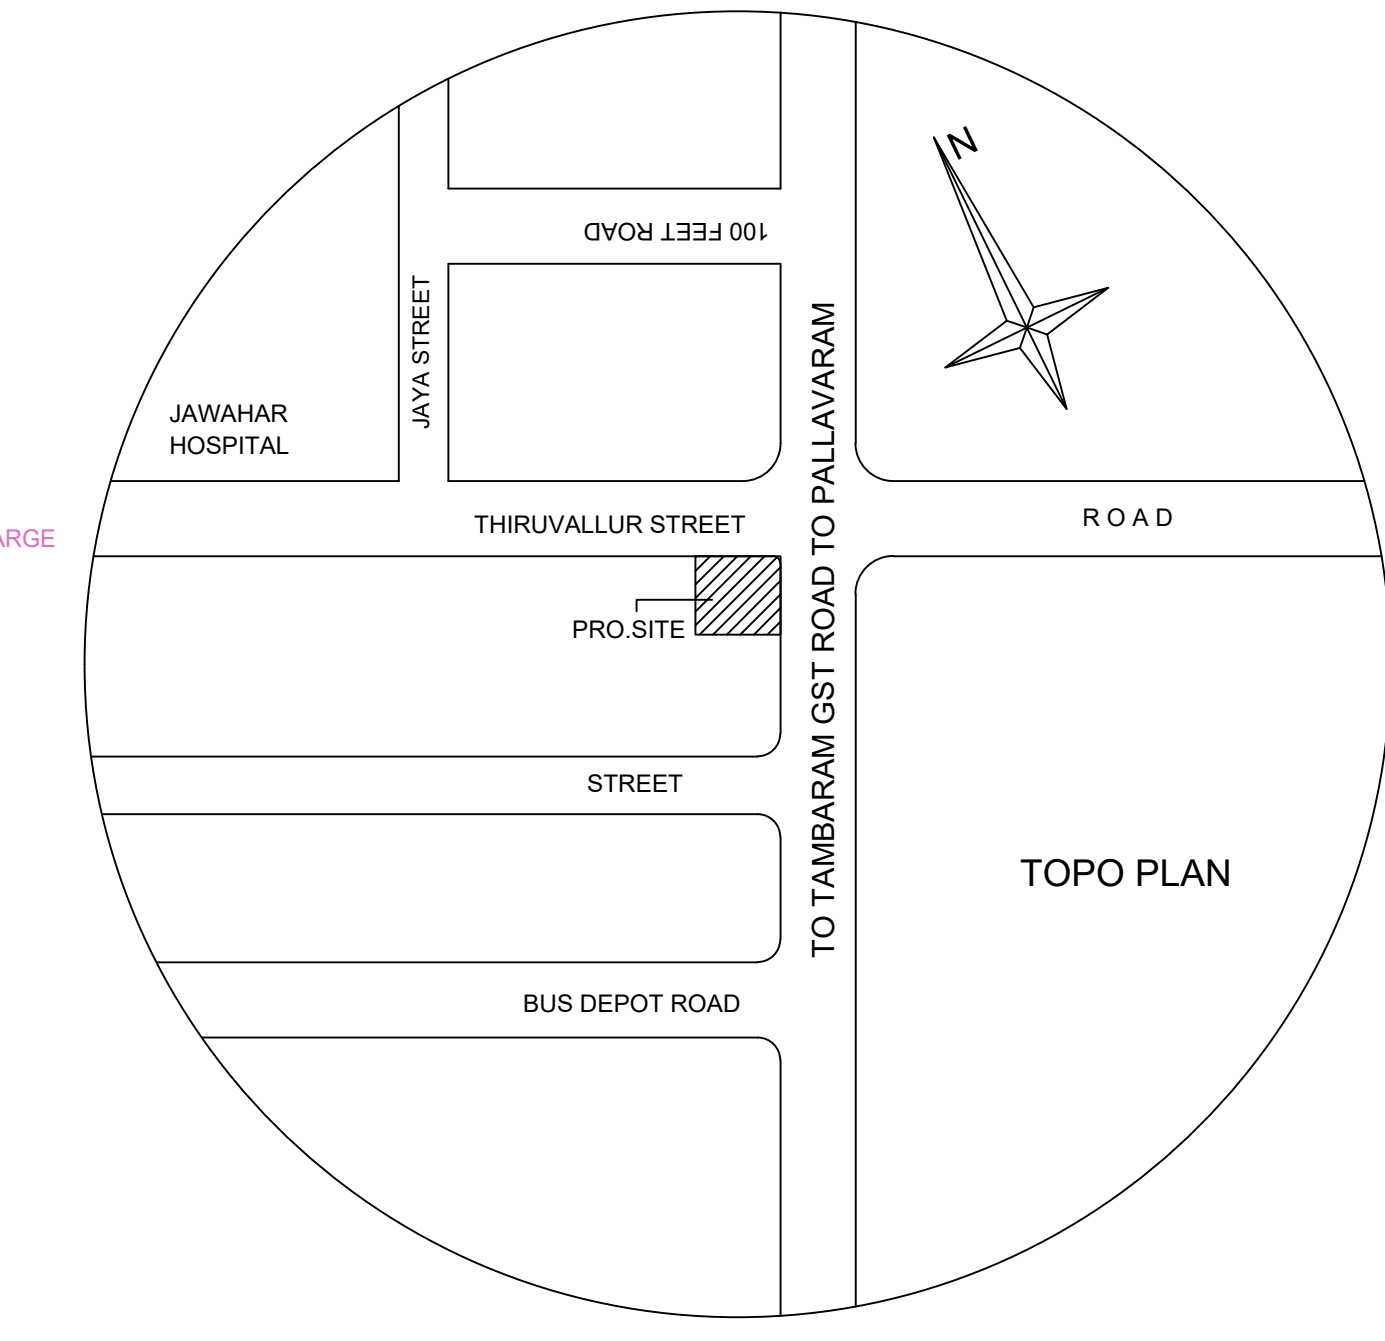 N
100 FEET ROAD
JAYA STREET
JAWAHAR
HOSPITAL
THIRUVALLUR STREET
ROAD
ARGE
TO TAMBARAM GST ROAD TO PALLAVARAM
PRO.SITE
STREET
TOPO PLAN
BUS DEPOT ROAD